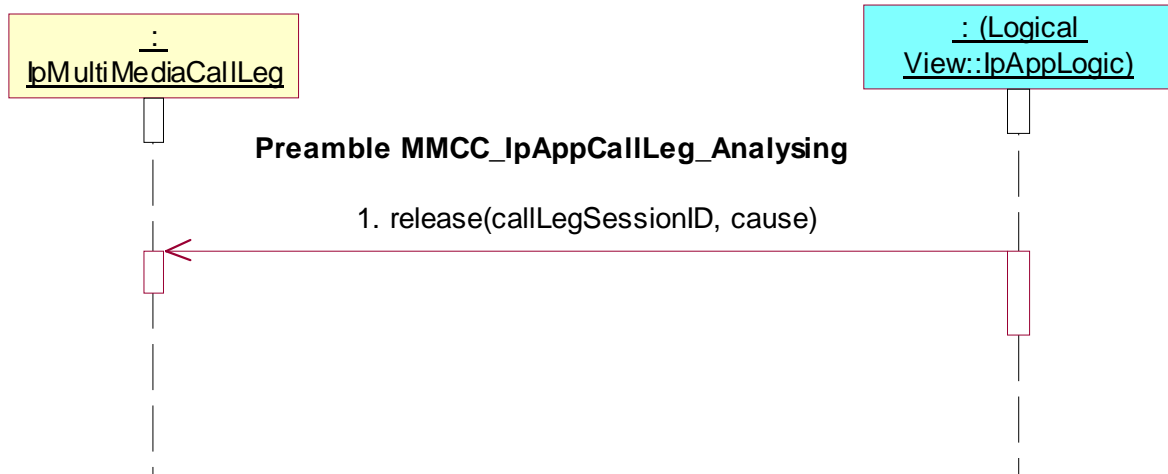 :
IpMultiMediaCallLeg
: (Logical
View::IpAppLogic)
Preamble MMCC_IpAppCallLeg_Analysing
1. release(callLegSessionID, cause)